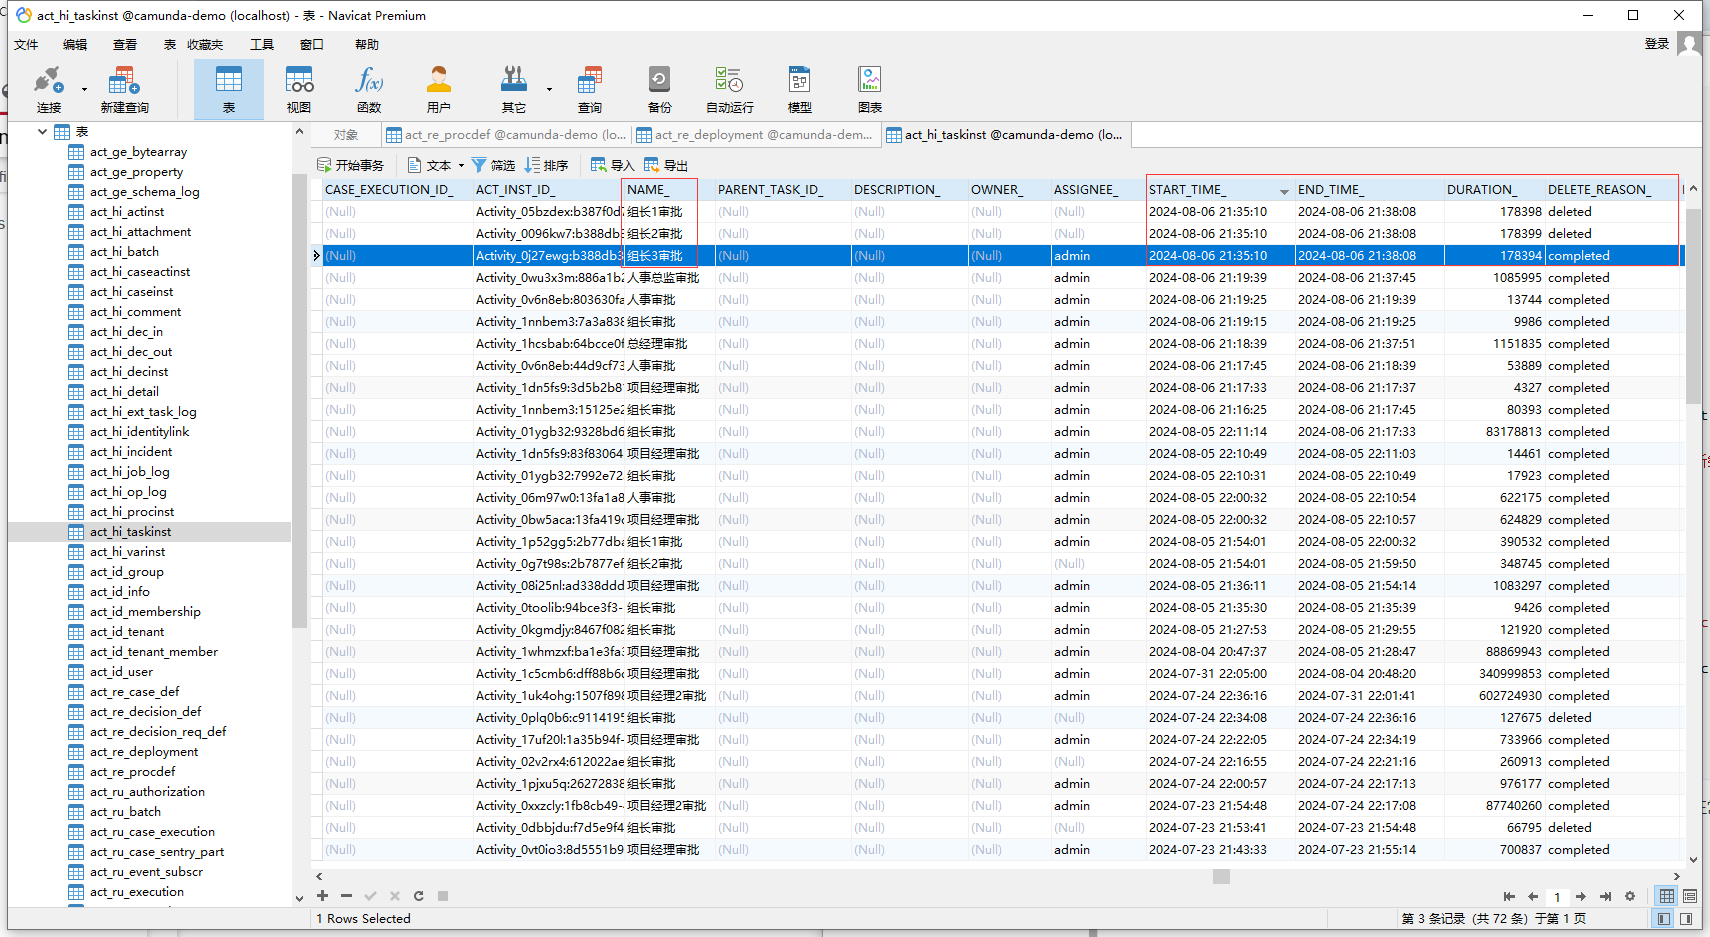 act_hi_taskinst @camunda-demo (localhost) - 表 - Navicat Premium
文件 编辑 查看 表 收藏夹 工具 窗口 帮助 登录
连接 新建查询 表 视图 函数 用户 其它 查询 备份 自动运行 模型 图表
表
act_ge_bytearray
act_ge_property
act_ge_schema_log
act_hi_actinst
act_hi_attachment
act_hi_batch
act_hi_caseactinst
act_hi_caseinst
act_hi_comment
act_hi_dec_in
act_hi_dec_out
act_hi_decinst
act_hi_detail
act_hi_ext_task_log
act_hi_identitylink
act_hi_incident
act_hi_job_log
act_hi_op_log
act_hi_procinst
act_hi_taskinst
act_hi_varinst
act_id_group
act_id_info
act_id_membership
act_id_tenant
act_id_tenant_member
act_id_user
act_re_case_def
act_re_decision_def
act_re_decision_req_def
act_re_deployment
act_re_procdef
act_ru_authorization
act_ru_batch
act_ru_case_execution
act_ru_case_sentry_part
act_ru_event_subscr
act_ru_execution
对象 act_re_procdef @camunda-demo (lo... act_re_deployment @camunda-dem... act_hi_taskinst @camunda-demo (lo...
开始事务 文本 筛选 排序 导入 导出
CASE_EXECUTION_ID_ ACT_INST_ID_ NAME_ PARENT_TASK_ID_ DESCRIPTION_ OWNER_ ASSIGNEE_ START_TIME_ END_TIME_ DURATION_ DELETE_REASON_
(Null) Activity_05bzdex:b387f0d7 组长1审批 (Null) (Null) (Null) (Null) 2024-08-06 21:35:10 2024-08-06 21:38:08 178398 deleted
(Null) Activity_0096kw7:b388db 组长2审批 (Null) (Null) (Null) (Null) 2024-08-06 21:35:10 2024-08-06 21:38:08 178399 deleted
(Null) Activity_0j27ewg:b388db3 组长3审批 (Null) (Null) (Null) admin 2024-08-06 21:35:10 2024-08-06 21:38:08 178394 completed
(Null) Activity_0wu3x3m:886a1b2 人事总监审批 (Null) (Null) (Null) admin 2024-08-06 21:19:39 2024-08-06 21:37:45 1085995 completed
(Null) Activity_0v6n8eb:803630fa 人事审批 (Null) (Null) (Null) admin 2024-08-06 21:19:25 2024-08-06 21:19:39 13744 completed
(Null) Activity_1nnbem3:7a3a838 组长审批 (Null) (Null) (Null) admin 2024-08-06 21:19:15 2024-08-06 21:19:25 9986 completed
(Null) Activity_1hcsbab:64bcce0f 总经理审批 (Null) (Null) (Null) admin 2024-08-06 21:18:39 2024-08-06 21:37:51 1151835 completed
(Null) Activity_0v6n8eb:44d9cf73 人事审批 (Null) (Null) (Null) admin 2024-08-06 21:17:45 2024-08-06 21:18:39 53889 completed
(Null) Activity_1dn5fs9:3d5b2b8 项目经理审批 (Null) (Null) (Null) admin 2024-08-06 21:17:33 2024-08-06 21:17:37 4327 completed
(Null) Activity_1nnbem3:15125e2 组长审批 (Null) (Null) (Null) admin 2024-08-06 21:16:25 2024-08-06 21:17:45 80393 completed
(Null) Activity_01ygb32:9328bd6 组长审批 (Null) (Null) (Null) admin 2024-08-05 22:11:14 2024-08-06 21:17:33 83178813 completed
(Null) Activity_1dn5fs9:83f83064 项目经理审批 (Null) (Null) (Null) admin 2024-08-05 22:10:49 2024-08-05 22:11:03 14461 completed
(Null) Activity_01ygb32:7992e72 组长审批 (Null) (Null) (Null) admin 2024-08-05 22:10:31 2024-08-05 22:10:49 17923 completed
(Null) Activity_06m97w0:13fa1a8 人事审批 (Null) (Null) (Null) admin 2024-08-05 22:00:32 2024-08-05 22:10:54 622175 completed
(Null) Activity_0bw5aca:13fa419c 项目经理审批 (Null) (Null) (Null) admin 2024-08-05 22:00:32 2024-08-05 22:10:57 624829 completed
(Null) Activity_1p52gg5:2b77dba 组长1审批 (Null) (Null) (Null) admin 2024-08-05 21:54:01 2024-08-05 22:00:32 390532 completed
(Null) Activity_0g7t98s:2b7877ef 组长2审批 (Null) (Null) (Null) (Null) 2024-08-05 21:54:01 2024-08-05 21:59:50 348745 completed
(Null) Activity_08i25nl:ad338ddd 项目经理审批 (Null) (Null) (Null) admin 2024-08-05 21:36:11 2024-08-05 21:54:14 1083297 completed
(Null) Activity_0toolib:94bce3f3- 组长审批 (Null) (Null) (Null) admin 2024-08-05 21:35:30 2024-08-05 21:35:39 9426 completed
(Null) Activity_0kgmdjy:8467f082 组长审批 (Null) (Null) (Null) admin 2024-08-05 21:27:53 2024-08-05 21:29:55 121920 completed
(Null) Activity_1whmzxf:ba1e3fa3 项目经理审批 (Null) (Null) (Null) admin 2024-08-04 20:47:37 2024-08-05 21:28:47 88869943 completed
(Null) Activity_1c5cmb6:dff88b6c 项目经理审批 (Null) (Null) (Null) admin 2024-07-31 22:05:00 2024-08-04 20:48:20 340999853 completed
(Null) Activity_1uk4ohg:1507f898 项目经理2审批 (Null) (Null) (Null) admin 2024-07-24 22:36:16 2024-07-31 22:01:41 602724930 completed
(Null) Activity_0plq0b6:c9114195 组长审批 (Null) (Null) (Null) (Null) 2024-07-24 22:34:08 2024-07-24 22:36:16 127675 deleted
(Null) Activity_17uf20l:1a35b94f- 项目经理审批 (Null) (Null) (Null) admin 2024-07-24 22:22:05 2024-07-24 22:34:19 733966 completed
(Null) Activity_02v2rx4:612022ae 组长审批 (Null) (Null) (Null) (Null) 2024-07-24 22:16:55 2024-07-24 22:21:16 260913 completed
(Null) Activity_1pjxu5q:26272838 组长审批 (Null) (Null) (Null) admin 2024-07-24 22:00:57 2024-07-24 22:17:13 976177 completed
(Null) Activity_0xxzcly:1fb8cb49- 项目经理2审批 (Null) (Null) (Null) admin 2024-07-23 21:54:48 2024-07-24 22:17:08 87740260 completed
(Null) Activity_0dbbjdu:f7d5e9f4 组长审批 (Null) (Null) (Null) (Null) 2024-07-23 21:53:41 2024-07-23 21:54:48 66795 deleted
(Null) Activity_0vt0io3:8d5551b9 项目经理审批 (Null) (Null) (Null) admin 2024-07-23 21:43:33 2024-07-23 21:55:14 700837 completed
1
1 Rows Selected 第 3 条记录 (共 72 条) 于第 1 页